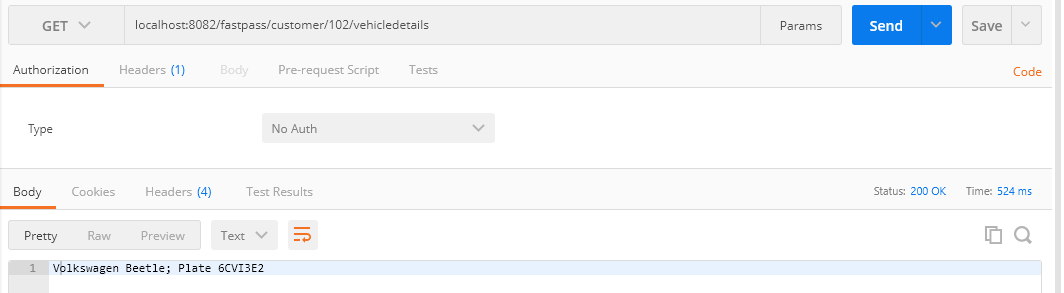 GET localhost:8082/fastpass/customer/102/vehicledetails Params Send Save
Authorization Headers (1) Body Pre-request Script Tests Code
Type No Auth
Body Cookies Headers (4) Test Results Status: 200 OK Time: 524 ms
Pretty Raw Preview Text
1 Volkswagen Beetle; Plate 6CVI3E2